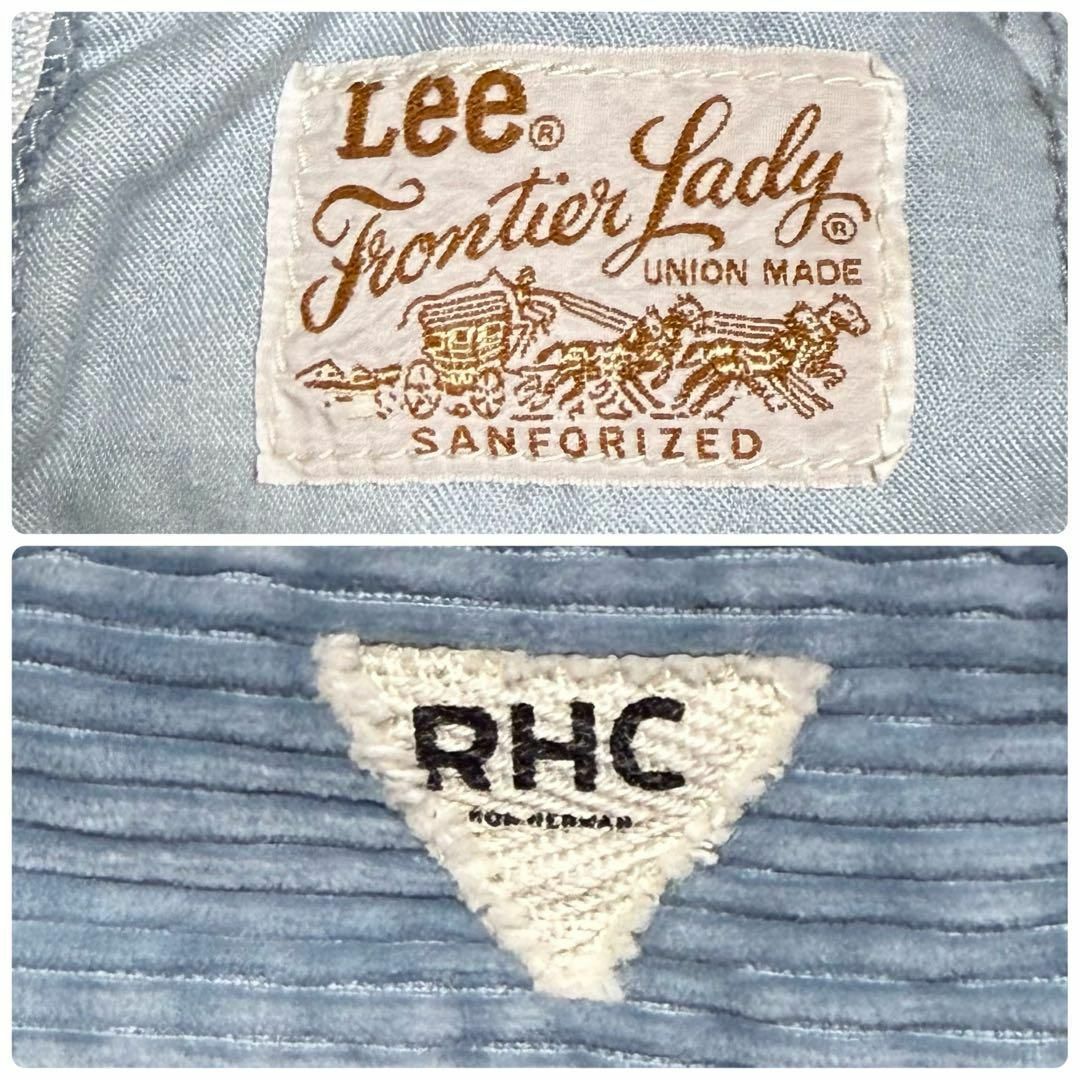 Lee®
Frontier Lady®
UNION MADE
SANFORIZED
RHC
RON HERMAN